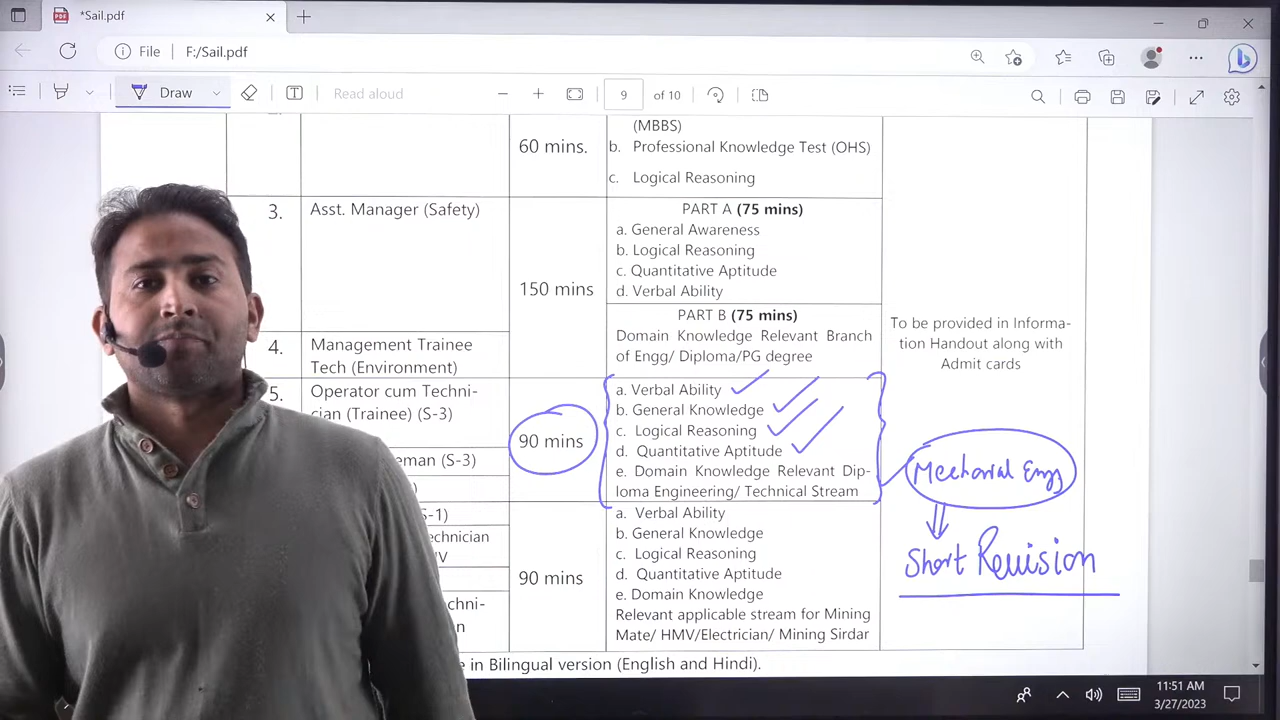 *Sail.pdf
File F:/Sail.pdf
Draw Read aloud 9 of 10
(MBBS)
60 mins. b. Professional Knowledge Test (OHS)
c. Logical Reasoning
3. Asst. Manager (Safety) PART A (75 mins)
a. General Awareness
b. Logical Reasoning
c. Quantitative Aptitude
150 mins
d. Verbal Ability
PART B (75 mins)
4. Management Trainee Domain Knowledge Relevant Branch
Tech (Environment) of Engg/ Diploma/PG degree
To be provided in Informa-
tion Handout along with
Admit cards
5. Operator cum Techni- a. Verbal Ability
cian (Trainee) (S-3) b. General Knowledge
c. Logical Reasoning
90 mins
d. Quantitative Aptitude
eman (S-3) e. Domain Knowledge Relevant Dip-
loma Engineering/ Technical Stream
Mechanial Engg
Short Revision
S-1) a. Verbal Ability
echnician b. General Knowledge
c. Logical Reasoning
90 mins d. Quantitative Aptitude
chni- e. Domain Knowledge
Relevant applicable stream for Mining
Mate/ HMV/Electrician/ Mining Sirdar
e in Bilingual version (English and Hindi).
11:51 AM
3/27/2023